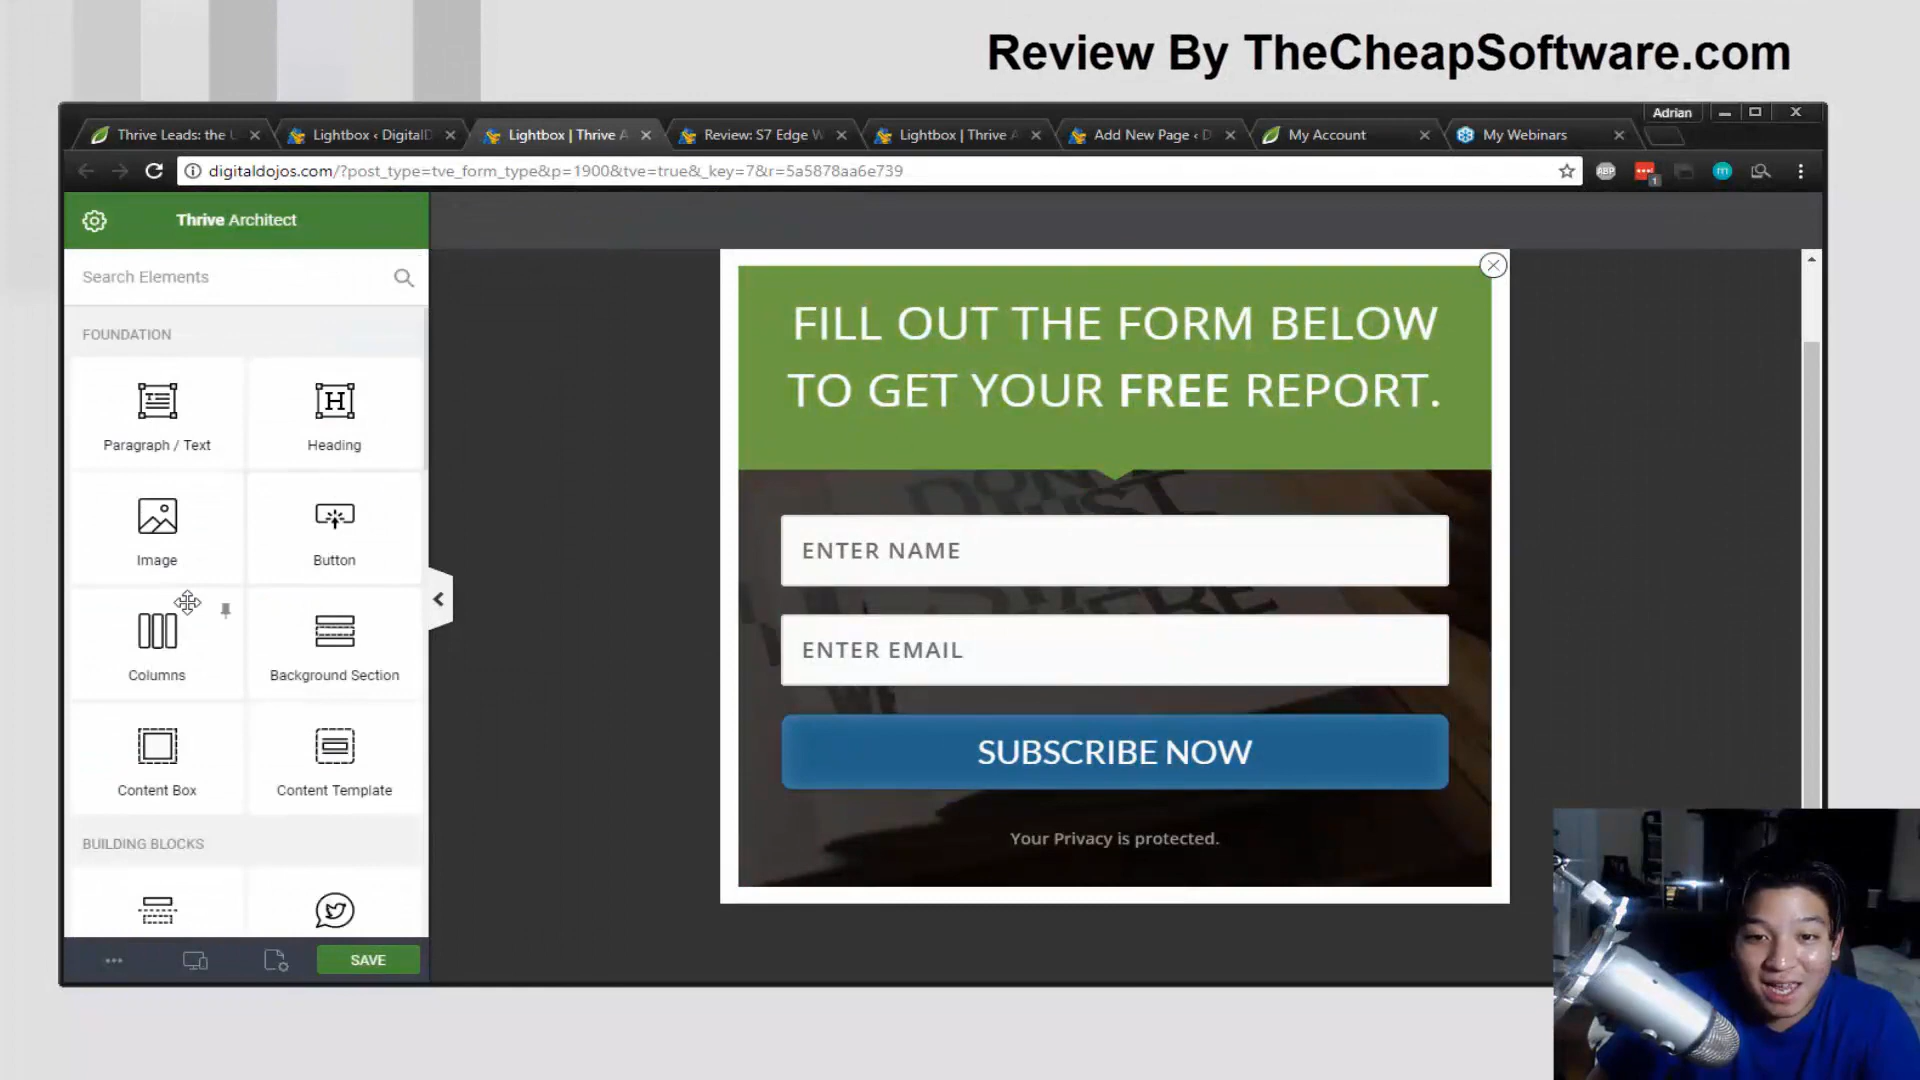 Review By TheCheapSoftware.com
Adrian
Thrive Leads: the
Lightbox ‹ Digital
Lightbox | Thrive
Review: S7 Edge
Lightbox | Thrive
Add New Page ‹
My Account
My Webinars
digitaldojos.com/?post_type=tve_form_type&p=1900&tve=true&_key=7&r=5a5878aa6e739
ABP
1
m
Thrive Architect
Search Elements
FOUNDATION
Paragraph / Text
Heading
H
Image
Button
Columns
Background Section
Content Box
Content Template
BUILDING BLOCKS
SAVE
FILL OUT THE FORM BELOW
TO GET YOUR FREE REPORT.
ENTER NAME
ENTER EMAIL
SUBSCRIBE NOW
Your Privacy is protected.